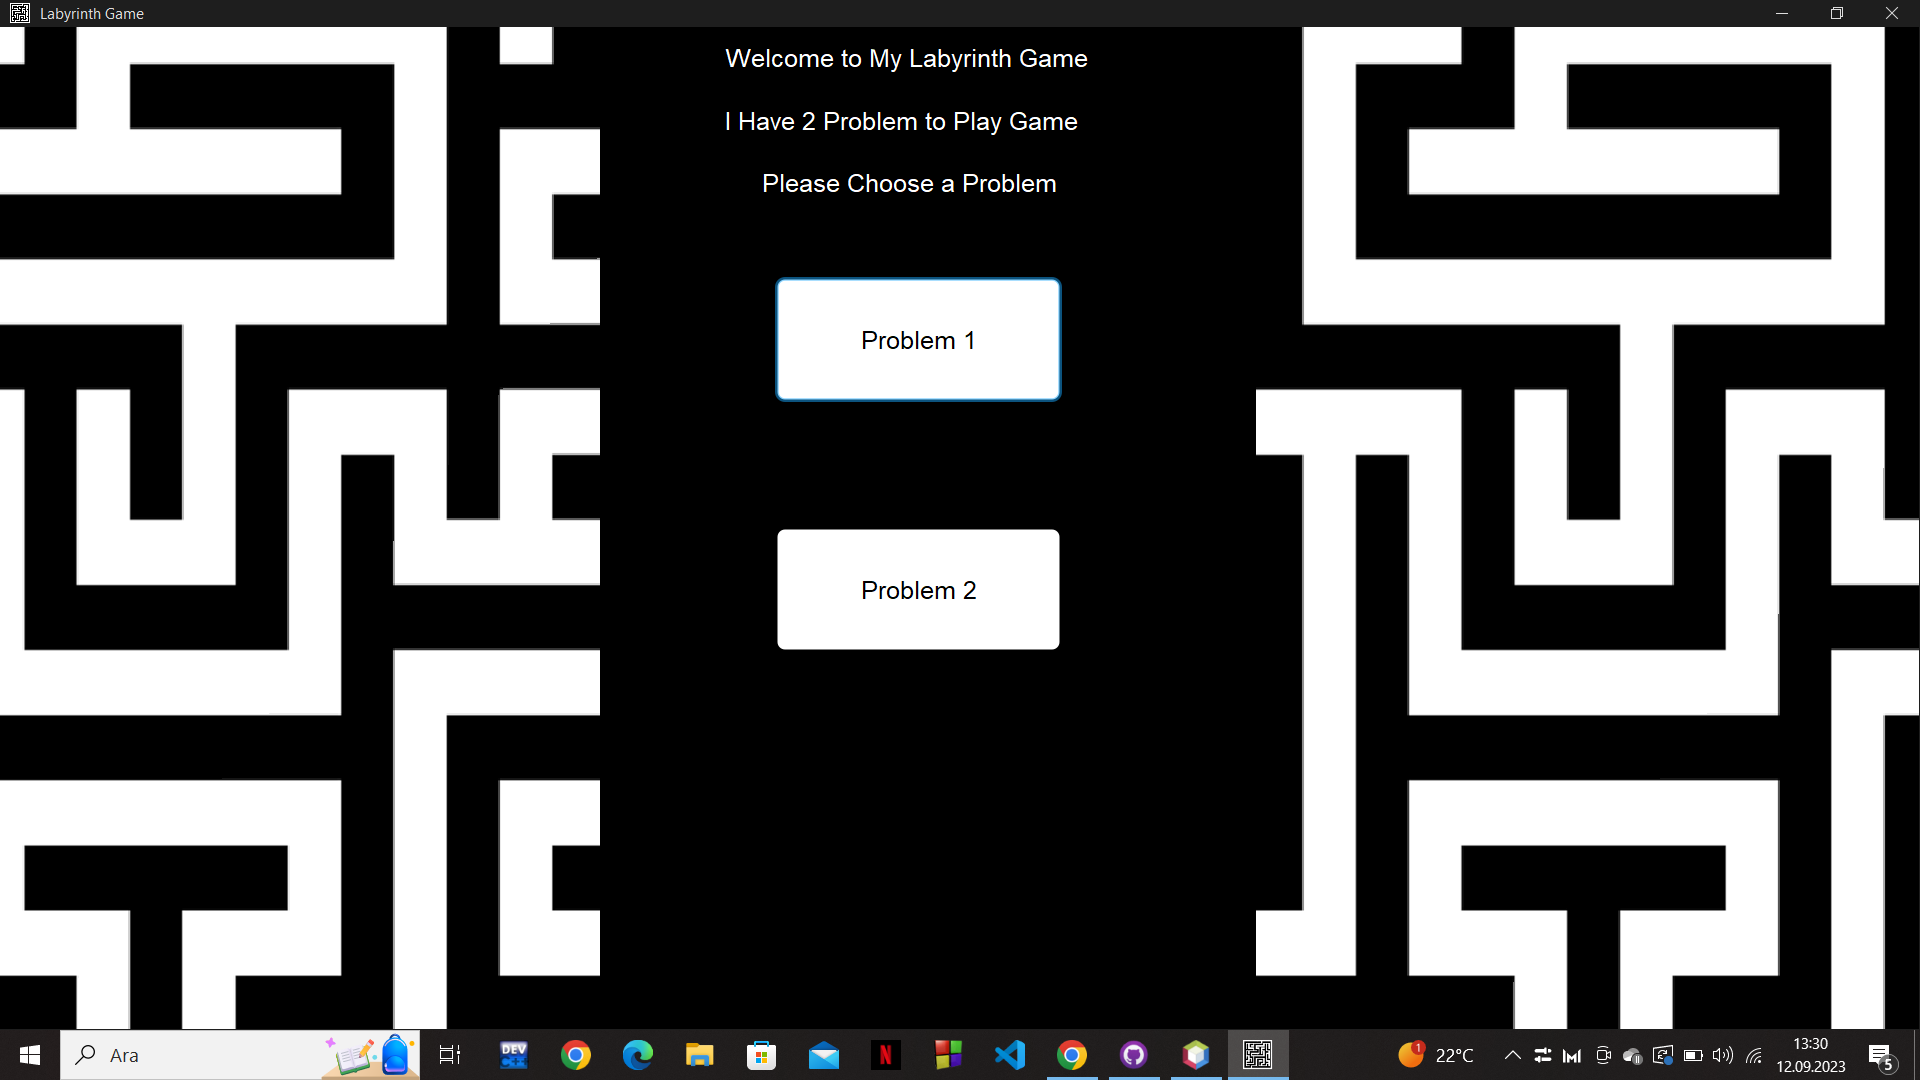 Labyrinth Game
Welcome to My Labyrinth Game
I Have 2 Problem to Play Game
Please Choose a Problem
Problem 1
Problem 2
Ara
DEV
C++
N
1
22°C
13:30
12.09.2023
5